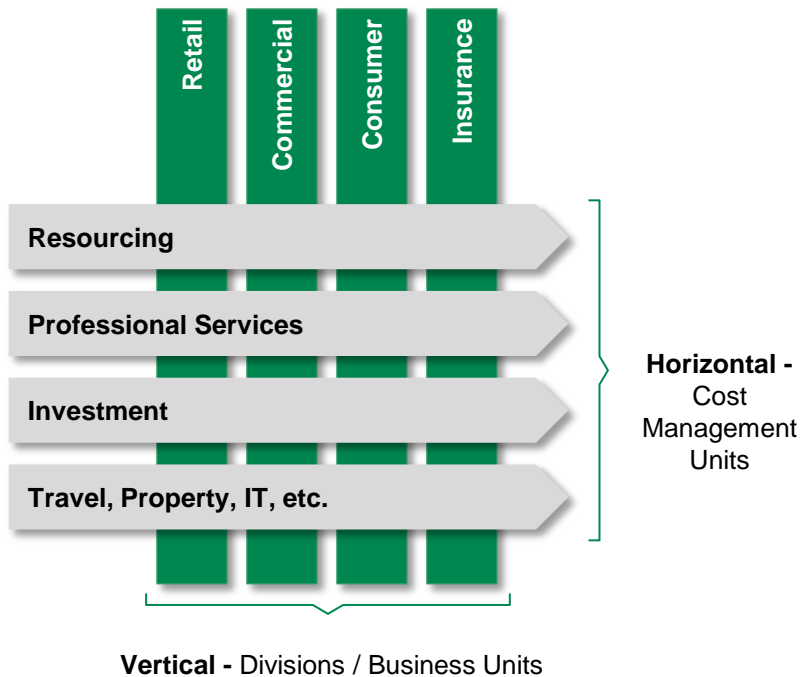 Retail
Commercial
Consumer
Insurance
Resourcing
Professional Services
Investment
Travel, Property, IT, etc.
Horizontal -
Cost
Management
Units
Vertical - Divisions / Business Units